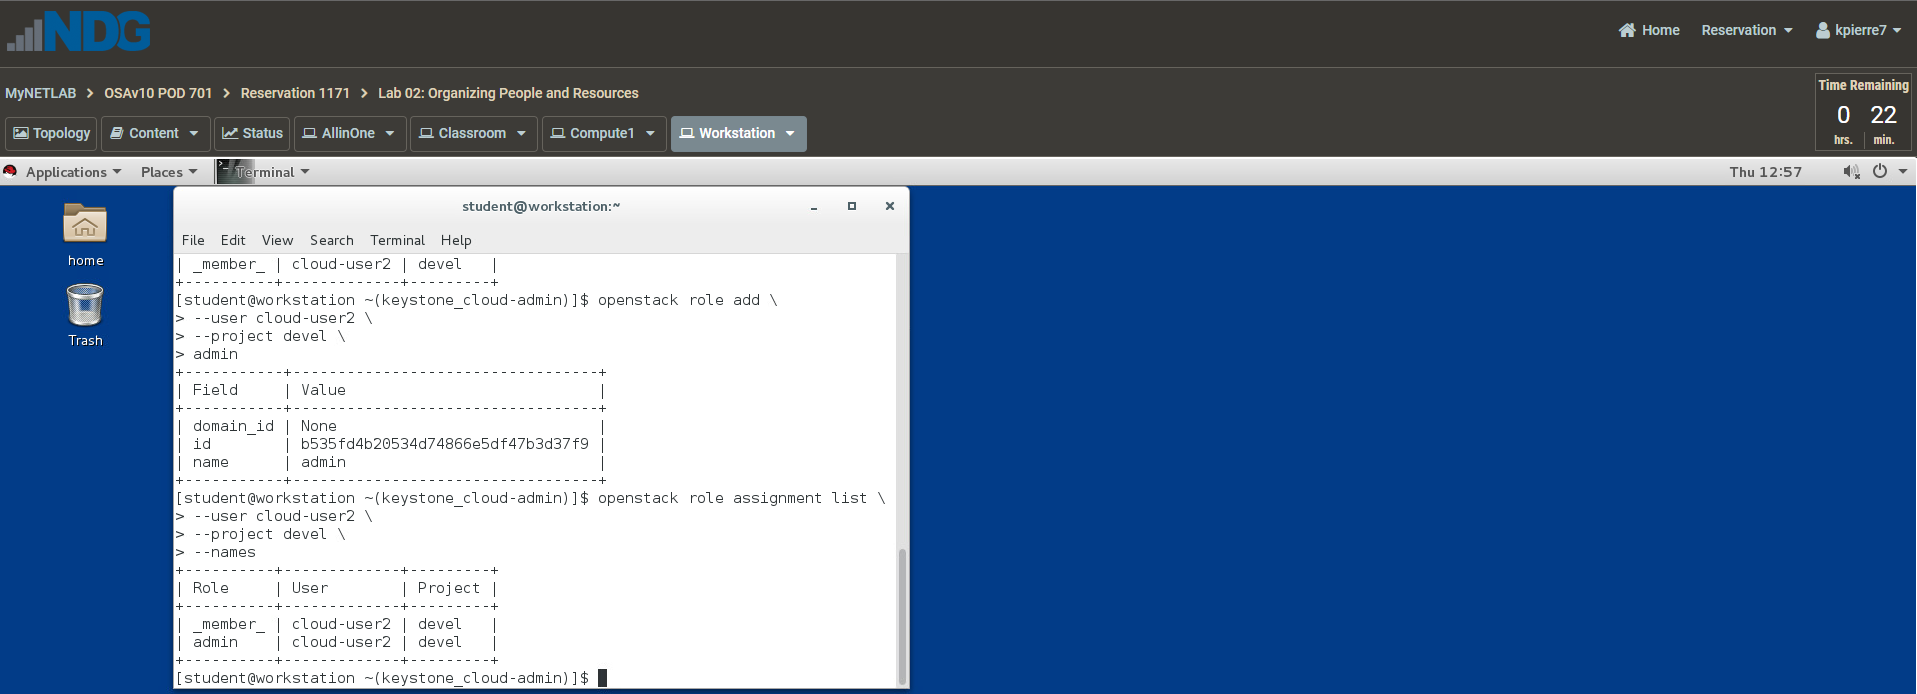 NDG
Home Reservation kpierre7
MyNETLAB > OSAv10 POD 701 > Reservation 1171 > Lab 02: Organizing People and Resources
Time Remaining
0 22
hrs. min.
Topology Content Status AllinOne Classroom Compute1 Workstation
Applications Places Terminal Thu 12:57
home
Trash
student@workstation:~
File Edit View Search Terminal Help
| _member_ | cloud-user2 | devel   |
+----------+-------------+---------+
[student@workstation ~(keystone_cloud-admin)]$ openstack role add \
> --user cloud-user2 \
> --project devel \
> admin
+-----------+----------------------------------+
| Field     | Value                            |
+-----------+----------------------------------+
| domain_id | None                             |
| id        | b535fd4b20534d74866e5df47b3d37f9 |
| name      | admin                            |
+-----------+----------------------------------+
[student@workstation ~(keystone_cloud-admin)]$ openstack role assignment list \
> --user cloud-user2 \
> --project devel \
> --names
+----------+-------------+---------+
| Role     | User        | Project |
+----------+-------------+---------+
| _member_ | cloud-user2 | devel   |
| admin    | cloud-user2 | devel   |
+----------+-------------+---------+
[student@workstation ~(keystone_cloud-admin)]$